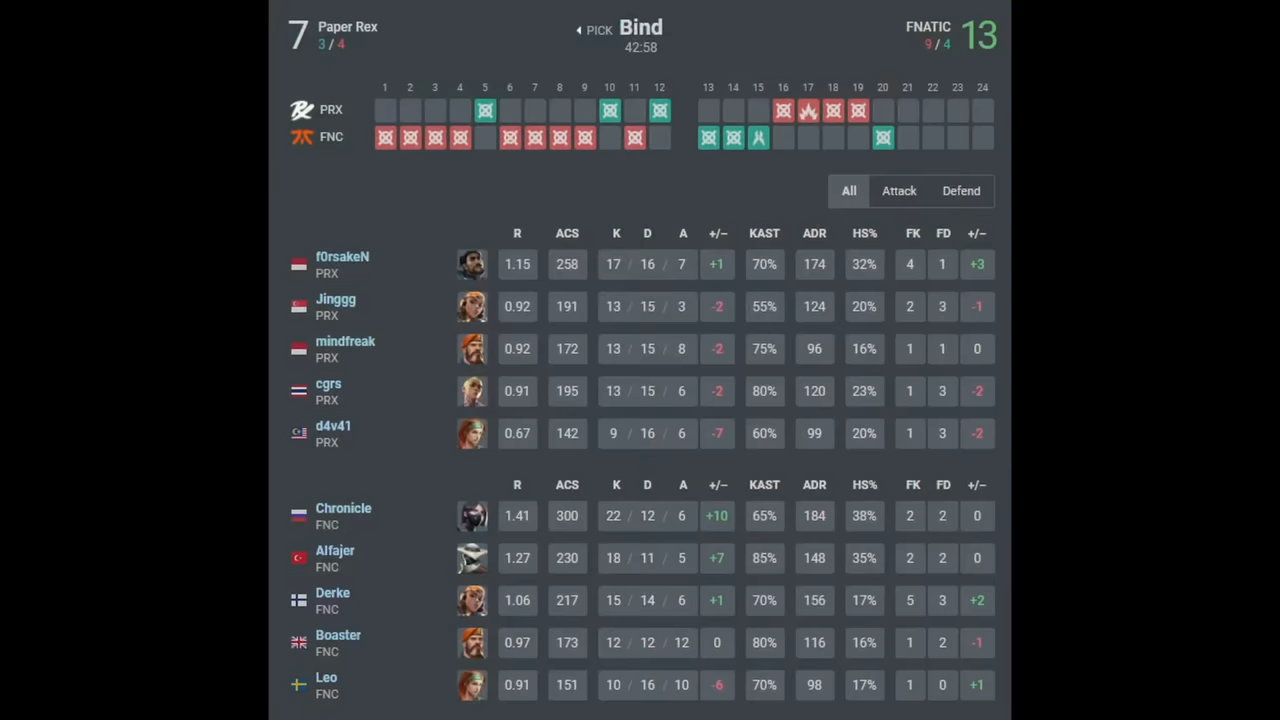 7 Paper Rex 3 / 4 PICK Bind 42:58 FNATIC 9 / 4 13
1 2 3 4 5 6 7 8 9 10 11 12 13 14 15 16 17 18 19 20 21 22 23 24
PRX
FNC
All Attack Defend
R ACS K D A +/– KAST ADR HS% FK FD +/–
f0rsakeN PRX 1.15 258 17 / 16 / 7 +1 70% 174 32% 4 1 +3
Jinggg PRX 0.92 191 13 / 15 / 3 -2 55% 124 20% 2 3 -1
mindfreak PRX 0.92 172 13 / 15 / 8 -2 75% 96 16% 1 1 0
cgrs PRX 0.91 195 13 / 15 / 6 -2 80% 120 23% 1 3 -2
d4v41 PRX 0.67 142 9 / 16 / 6 -7 60% 99 20% 1 3 -2
R ACS K D A +/– KAST ADR HS% FK FD +/–
Chronicle FNC 1.41 300 22 / 12 / 6 +10 65% 184 38% 2 2 0
Alfajer FNC 1.27 230 18 / 11 / 5 +7 85% 148 35% 2 2 0
Derke FNC 1.06 217 15 / 14 / 6 +1 70% 156 17% 5 3 +2
Boaster FNC 0.97 173 12 / 12 / 12 0 80% 116 16% 1 2 -1
Leo FNC 0.91 151 10 / 16 / 10 -6 70% 98 17% 1 0 +1